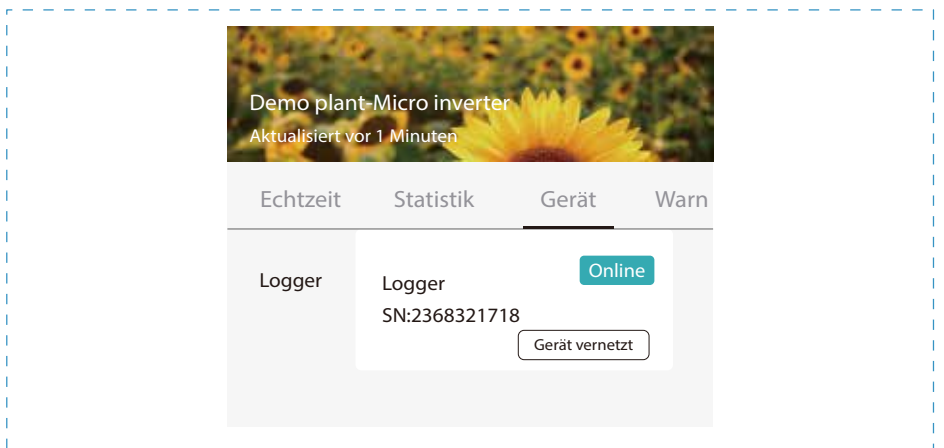 Demo plant-Micro inverter
Aktualisiert vor 1 Minuten
Echtzeit Statistik Gerät Warn
Logger
Logger
Online
SN:2368321718
Gerät vernetzt